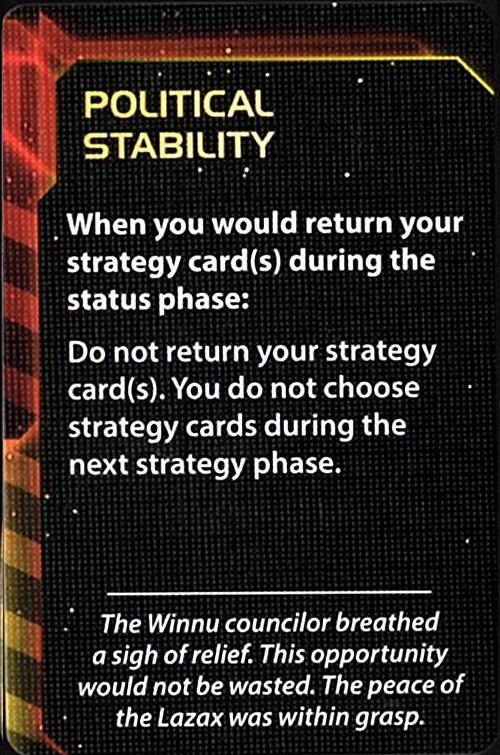 POLITICAL
STABILITY
When you would return your
strategy card(s) during the
status phase:
Do not return your strategy
card(s). You do not choose
strategy cards during the
next strategy phase.
The Winnu councilor breathed
a sigh of relief. This opportunity
would not be wasted. The peace of
the Lazax was within grasp.